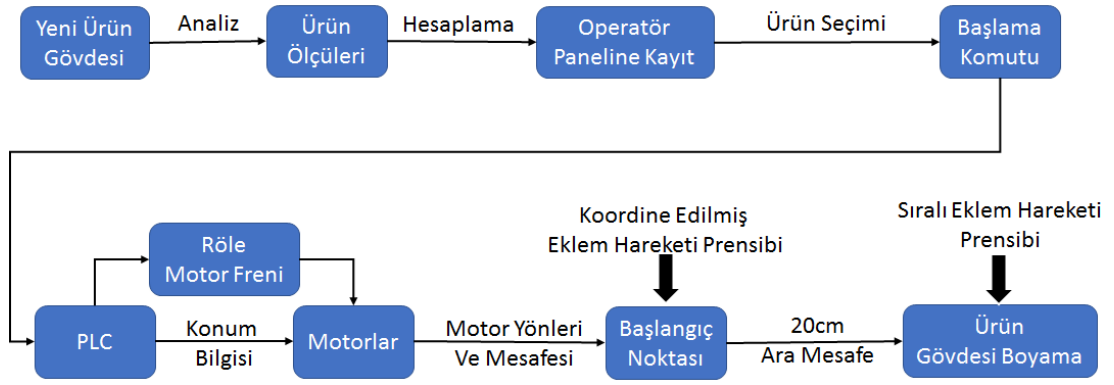 Yeni Ürün
Gövdesi
Analiz
Ürün
Ölçüleri
Hesaplama
Operatör
Paneline Kayıt
Ürün Seçimi
Başlama
Komutu
Koordine Edilmiş
Eklem Hareketi Prensibi
Sıralı Eklem Hareketi
Prensibi
Röle
Motor Freni
PLC
Konum
Bilgisi
Motorlar
Motor Yönleri
Ve Mesafesi
Başlangıç
Noktası
20cm
Ara Mesafe
Ürün
Gövdesi Boyama